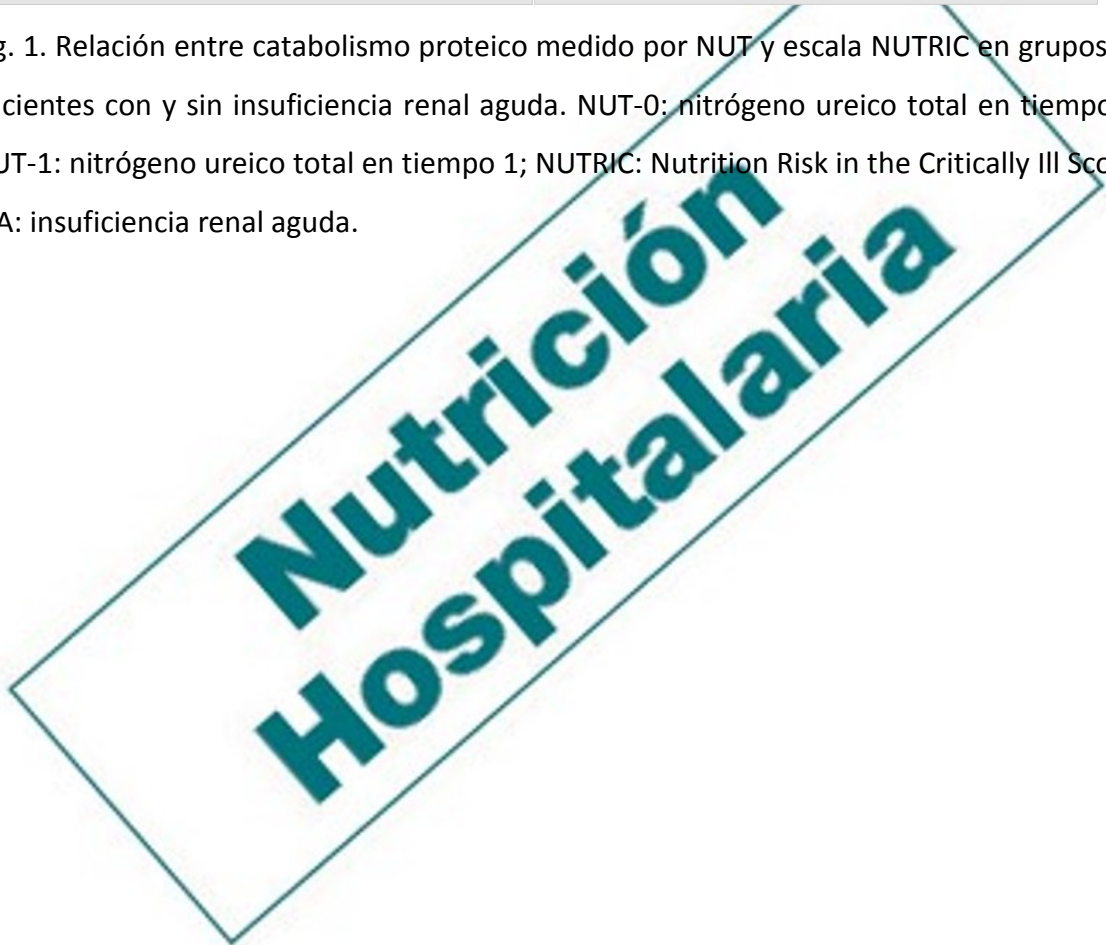 g. 1. Relación entre catabolismo proteico medido por NUT y escala NUTRIC en grupos
cientes con y sin insuficiencia renal aguda. NUT-0: nitrógeno ureico total en tiempo
UT-1: nitrógeno ureico total en tiempo 1; NUTRIC: Nutrition Risk in the Critically Ill Sco
A: insuficiencia renal aguda.
Nutrición
Hospitalaria